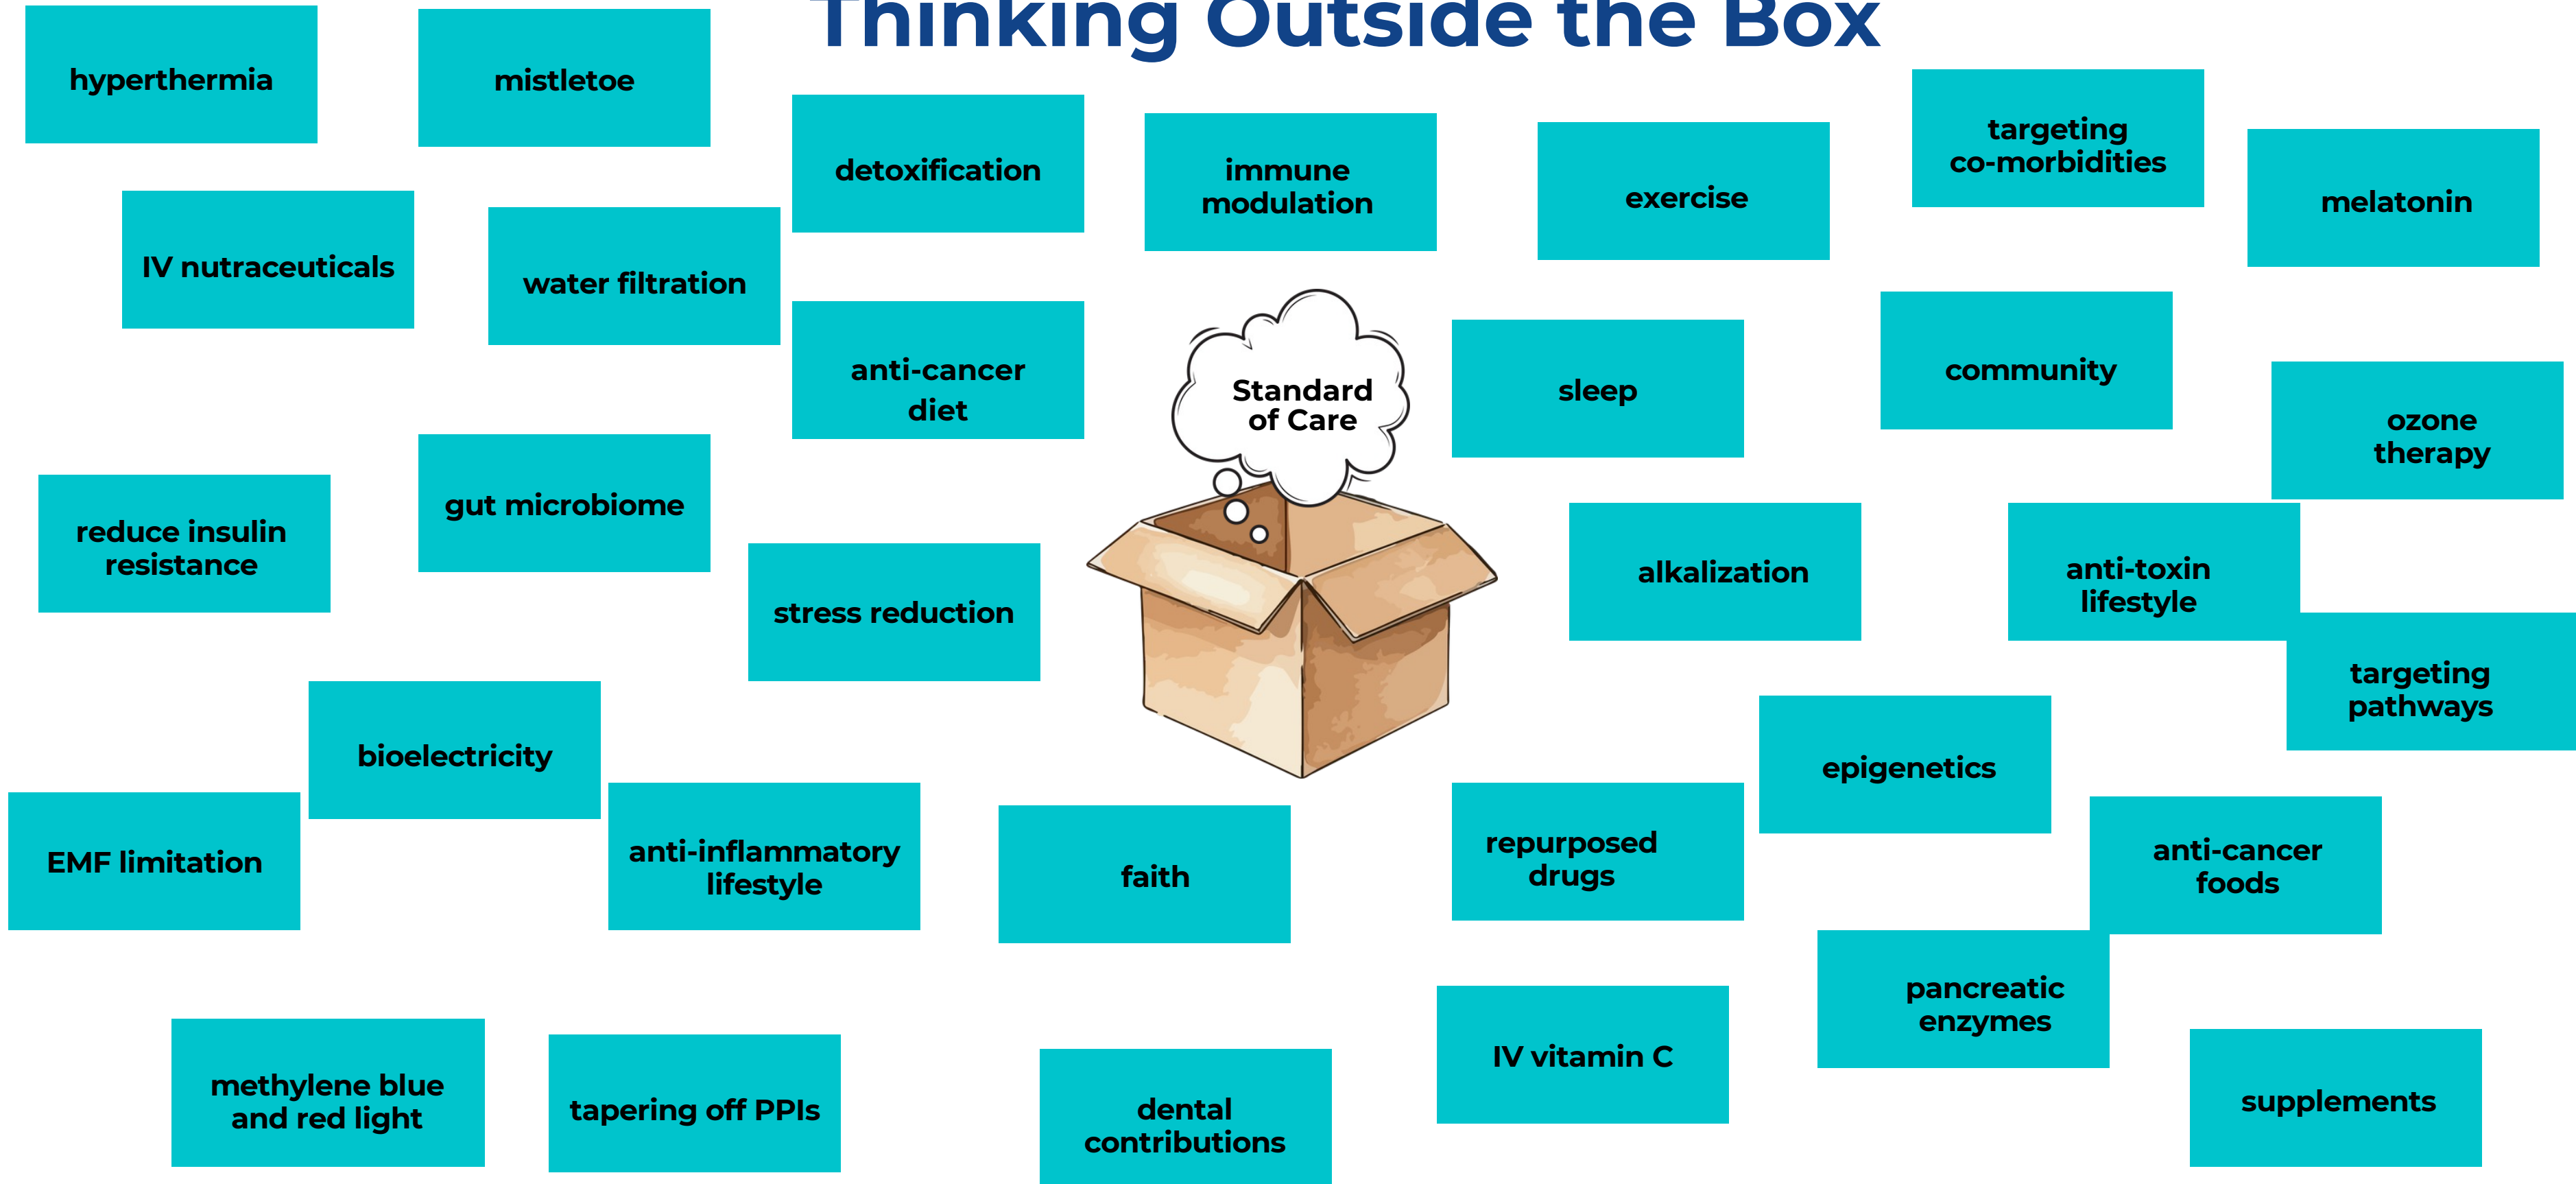 Thinking Outside the Box
hyperthermia
mistletoe
detoxification
immune
modulation
exercise
targeting
co-morbidities
melatonin
IV nutraceuticals
water filtration
anti-cancer
diet
Standard
of Care
sleep
community
ozone
therapy
reduce insulin
resistance
gut microbiome
stress reduction
alkalization
anti-toxin
lifestyle
targeting
pathways
bioelectricity
epigenetics
EMF limitation
anti-inflammatory
lifestyle
faith
repurposed
drugs
anti-cancer
foods
pancreatic
enzymes
methylene blue
and red light
tapering off PPIs
dental
contributions
IV vitamin C
supplements